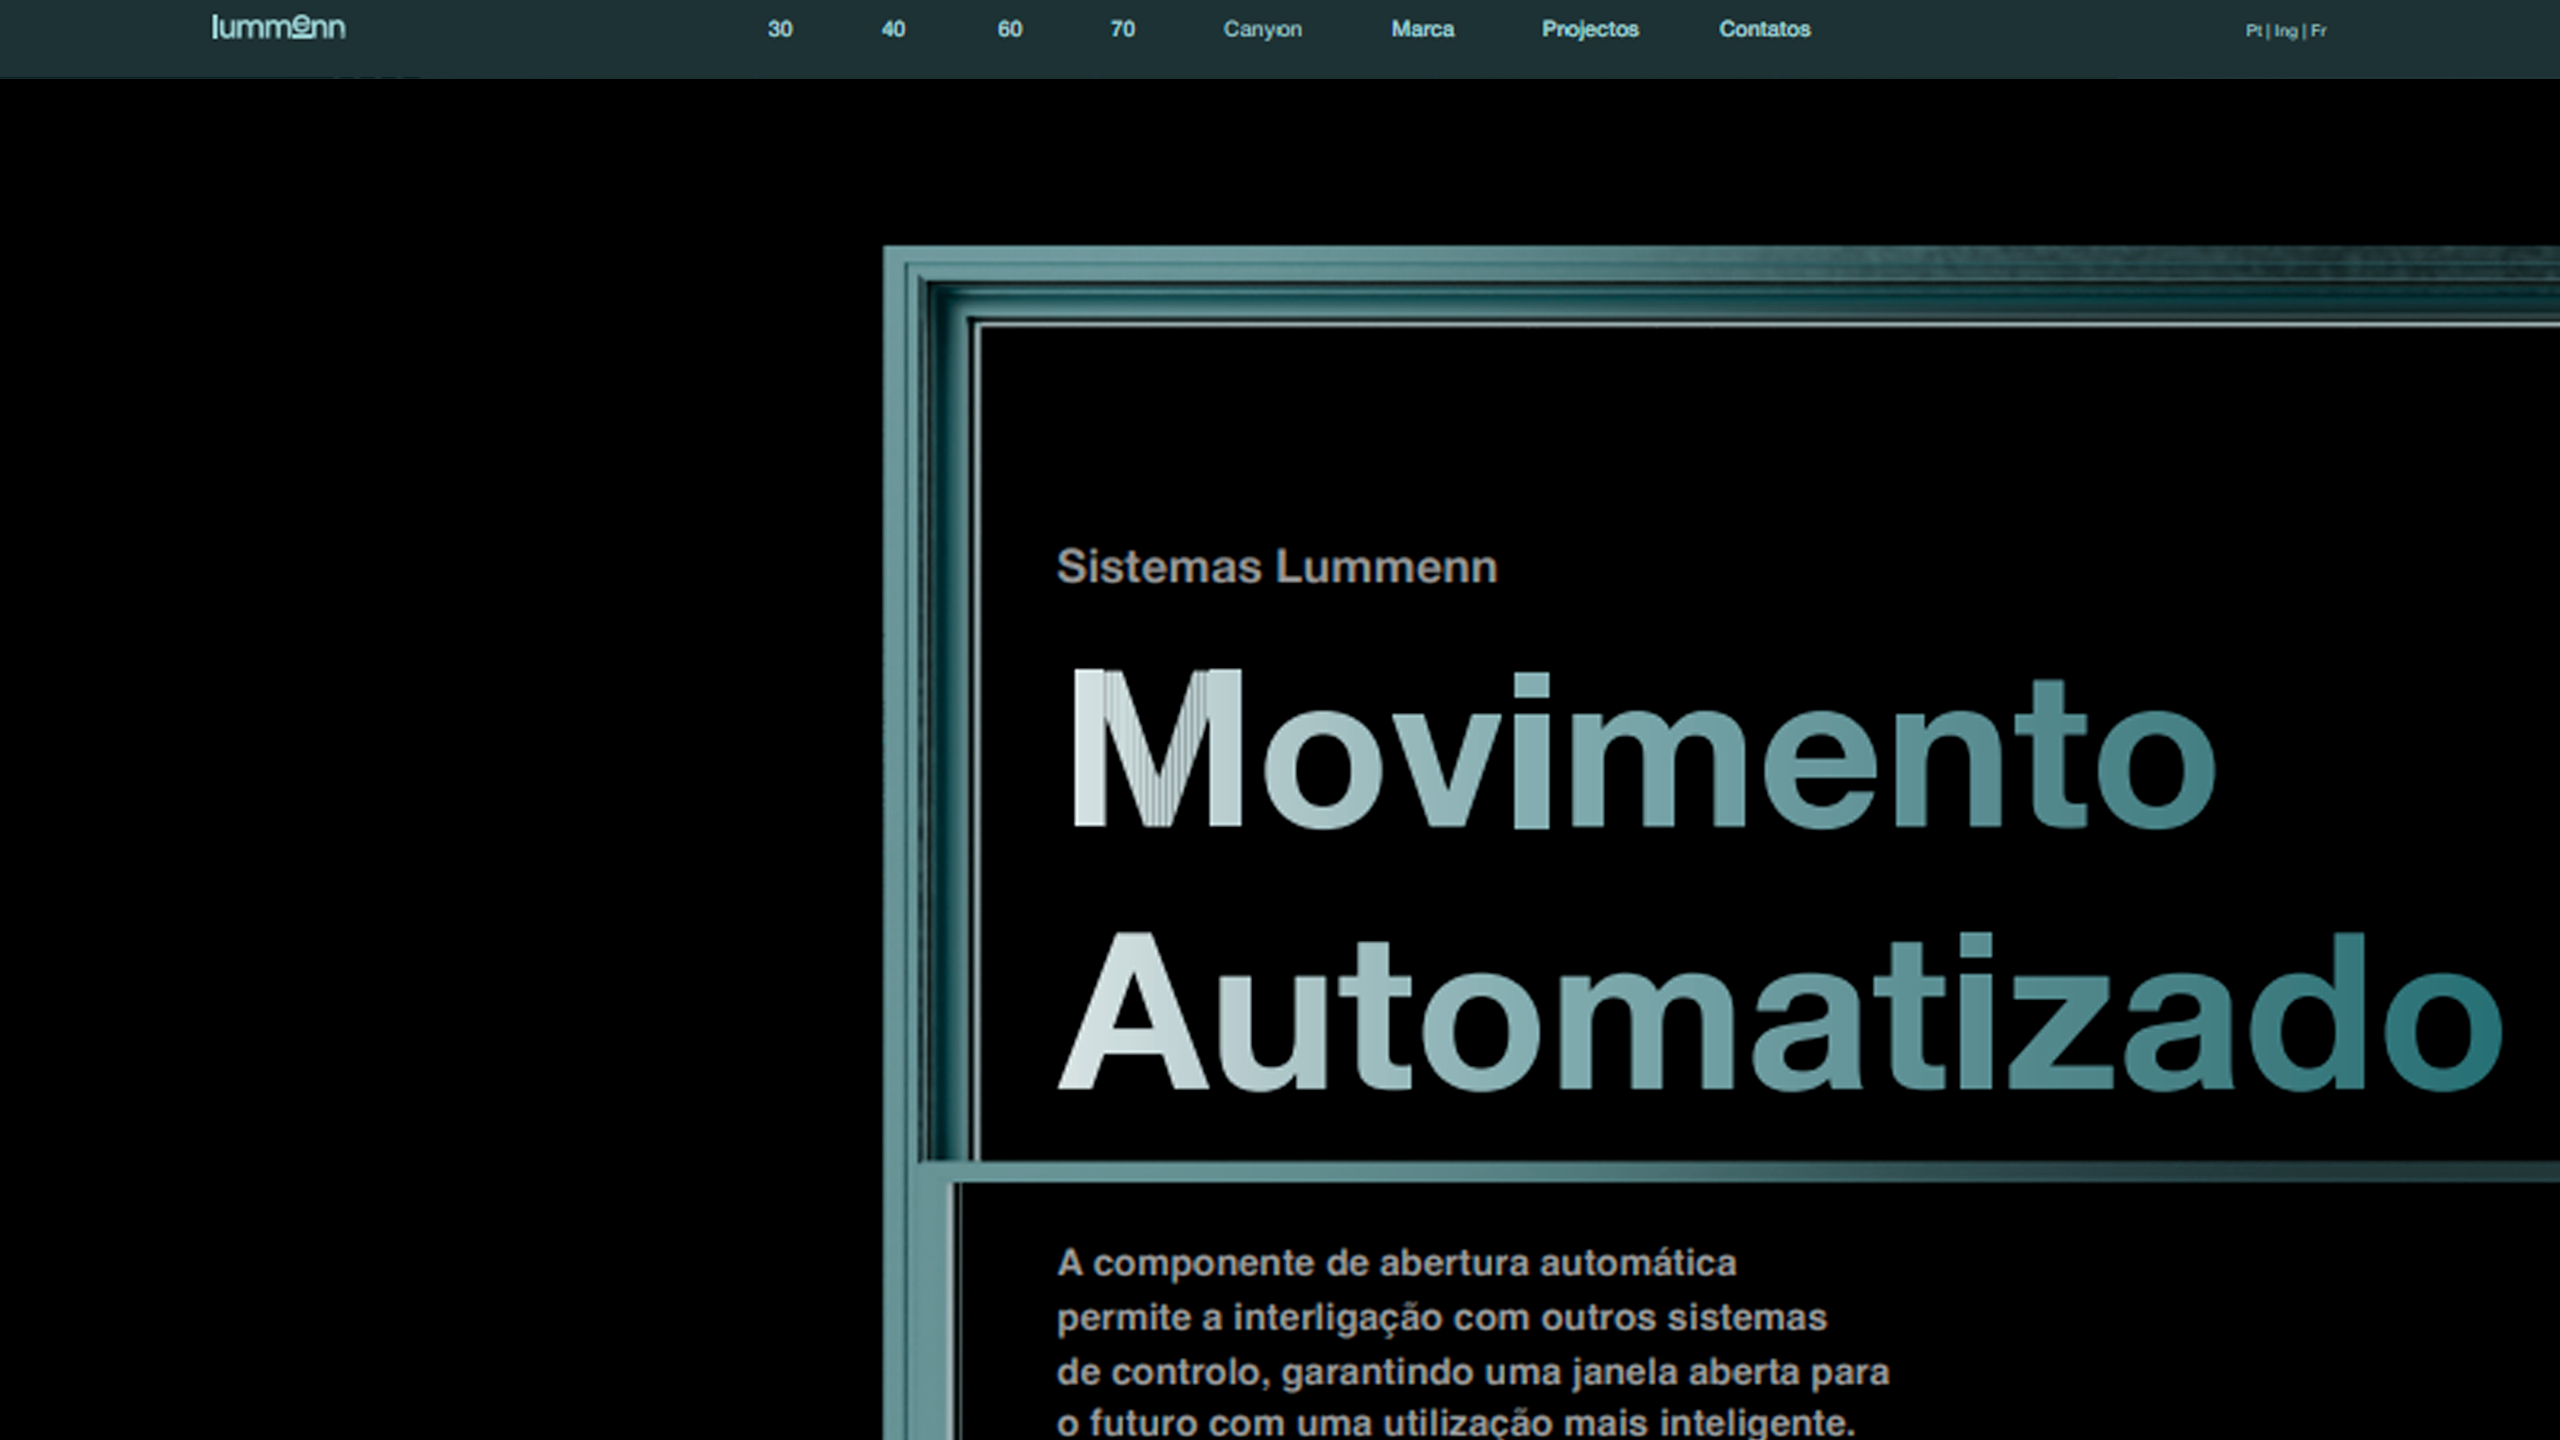 lummenn
30 40 60 70 Canyon Marca Projectos Contatos Pt | Ing | Fr
Sistemas Lummenn
Movimento
Automatizado
A componente de abertura automática
permite a interligação com outros sistemas
de controlo, garantindo uma janela aberta para
o futuro com uma utilização mais inteligente.